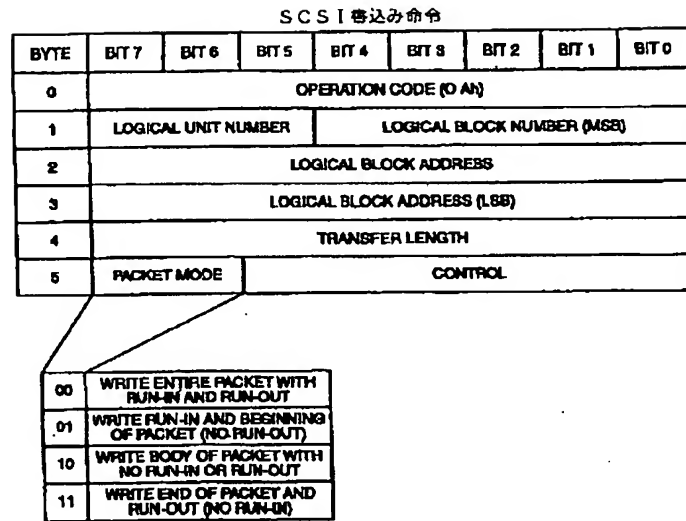 SCSI書込み命令
BYTE BIT 7 BIT 6 BIT 5 BIT 4 BIT 3 BIT 2 BIT 1 BIT 0
0 OPERATION CODE (O Ah)
1 LOGICAL UNIT NUMBER LOGICAL BLOCK NUMBER (MSB)
2 LOGICAL BLOCK ADDRESS
3 LOGICAL BLOCK ADDRESS (LSB)
4 TRANSFER LENGTH
5 PACKET MODE CONTROL
00 WRITE ENTIRE PACKET WITH
RUN-IN AND RUN-OUT
01 WRITE RUN-IN AND BEGINNING
OF PACKET (NO RUN-OUT)
10 WRITE BODY OF PACKET WITH
NO RUN-IN OR RUN-OUT
11 WRITE END OF PACKET AND
RUN-OUT (NO RUN-IN)